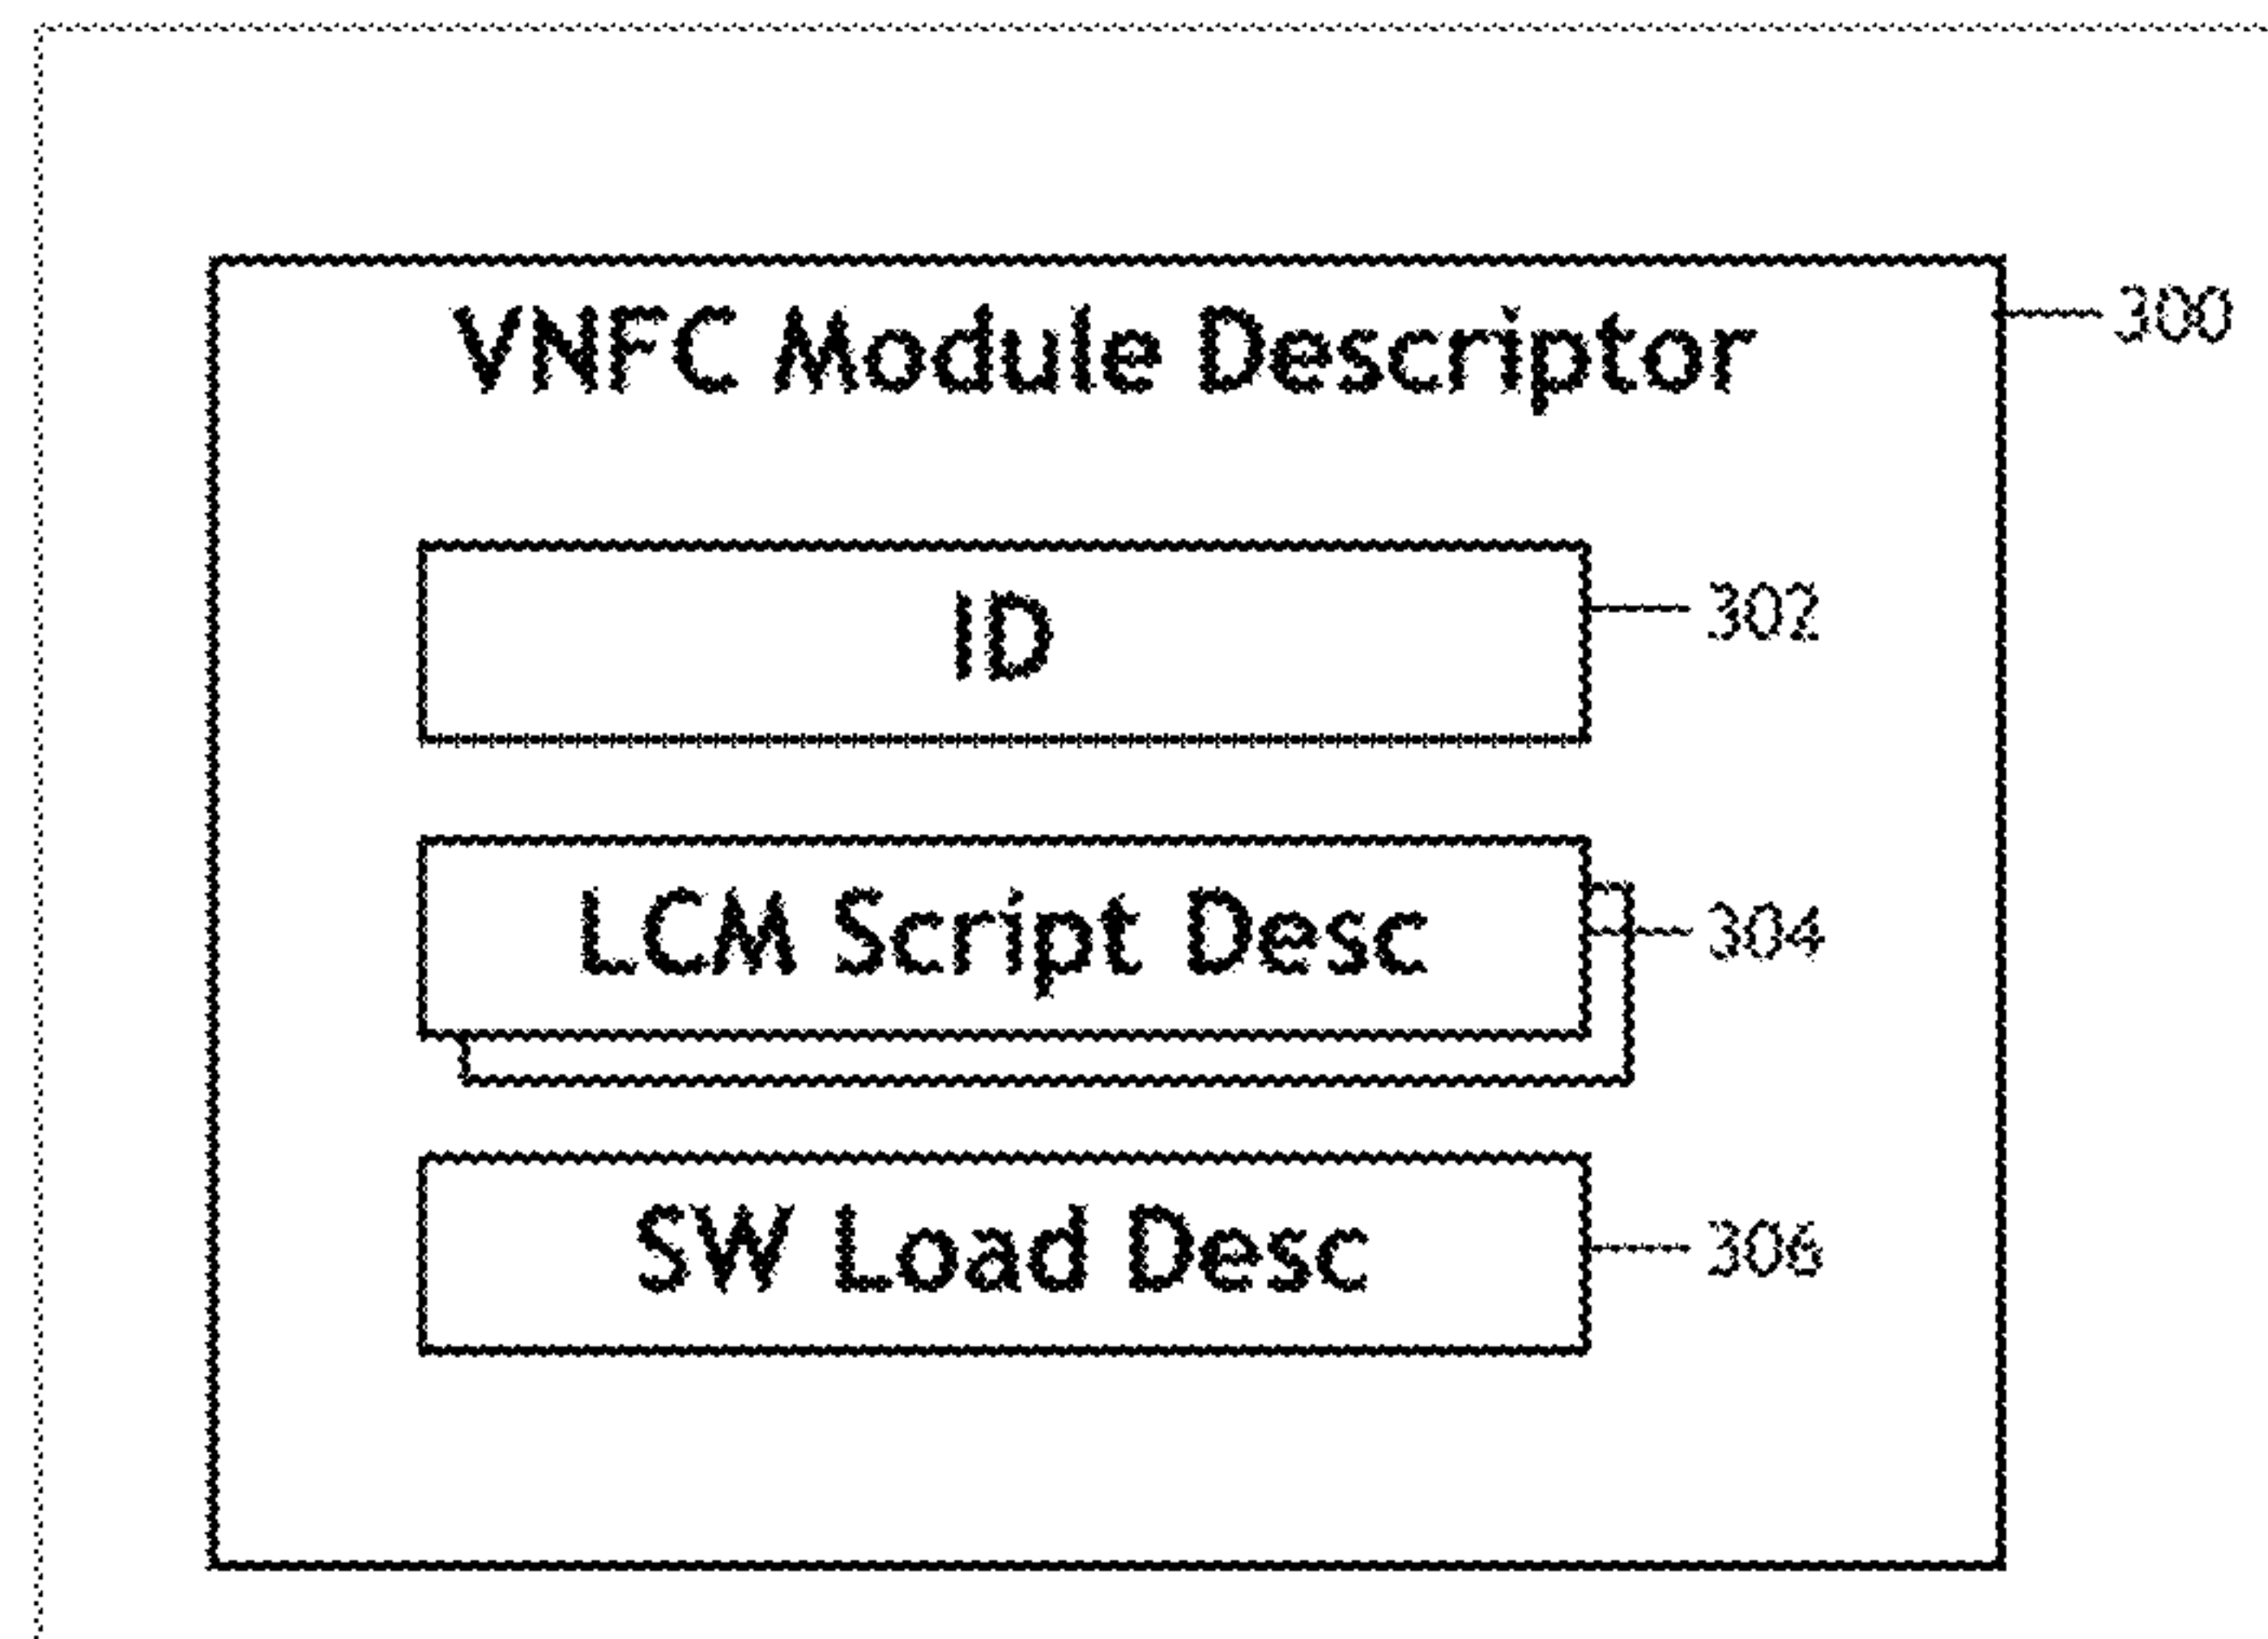 VNFC Module Descriptor
300
ID
302
LCM Script Desc
304
SW Load Desc
306